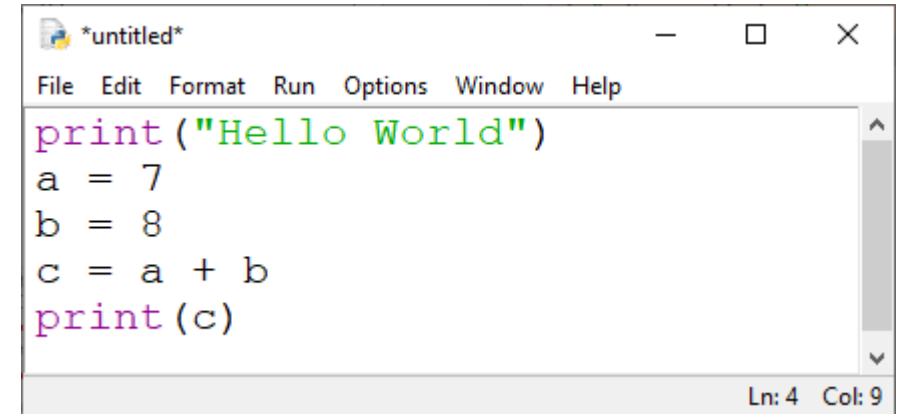 *untitled*
File Edit Format Run Options Window Help
print("Hello World")
a = 7
b = 8
c = a + b
print(c)
Ln: 4 Col: 9